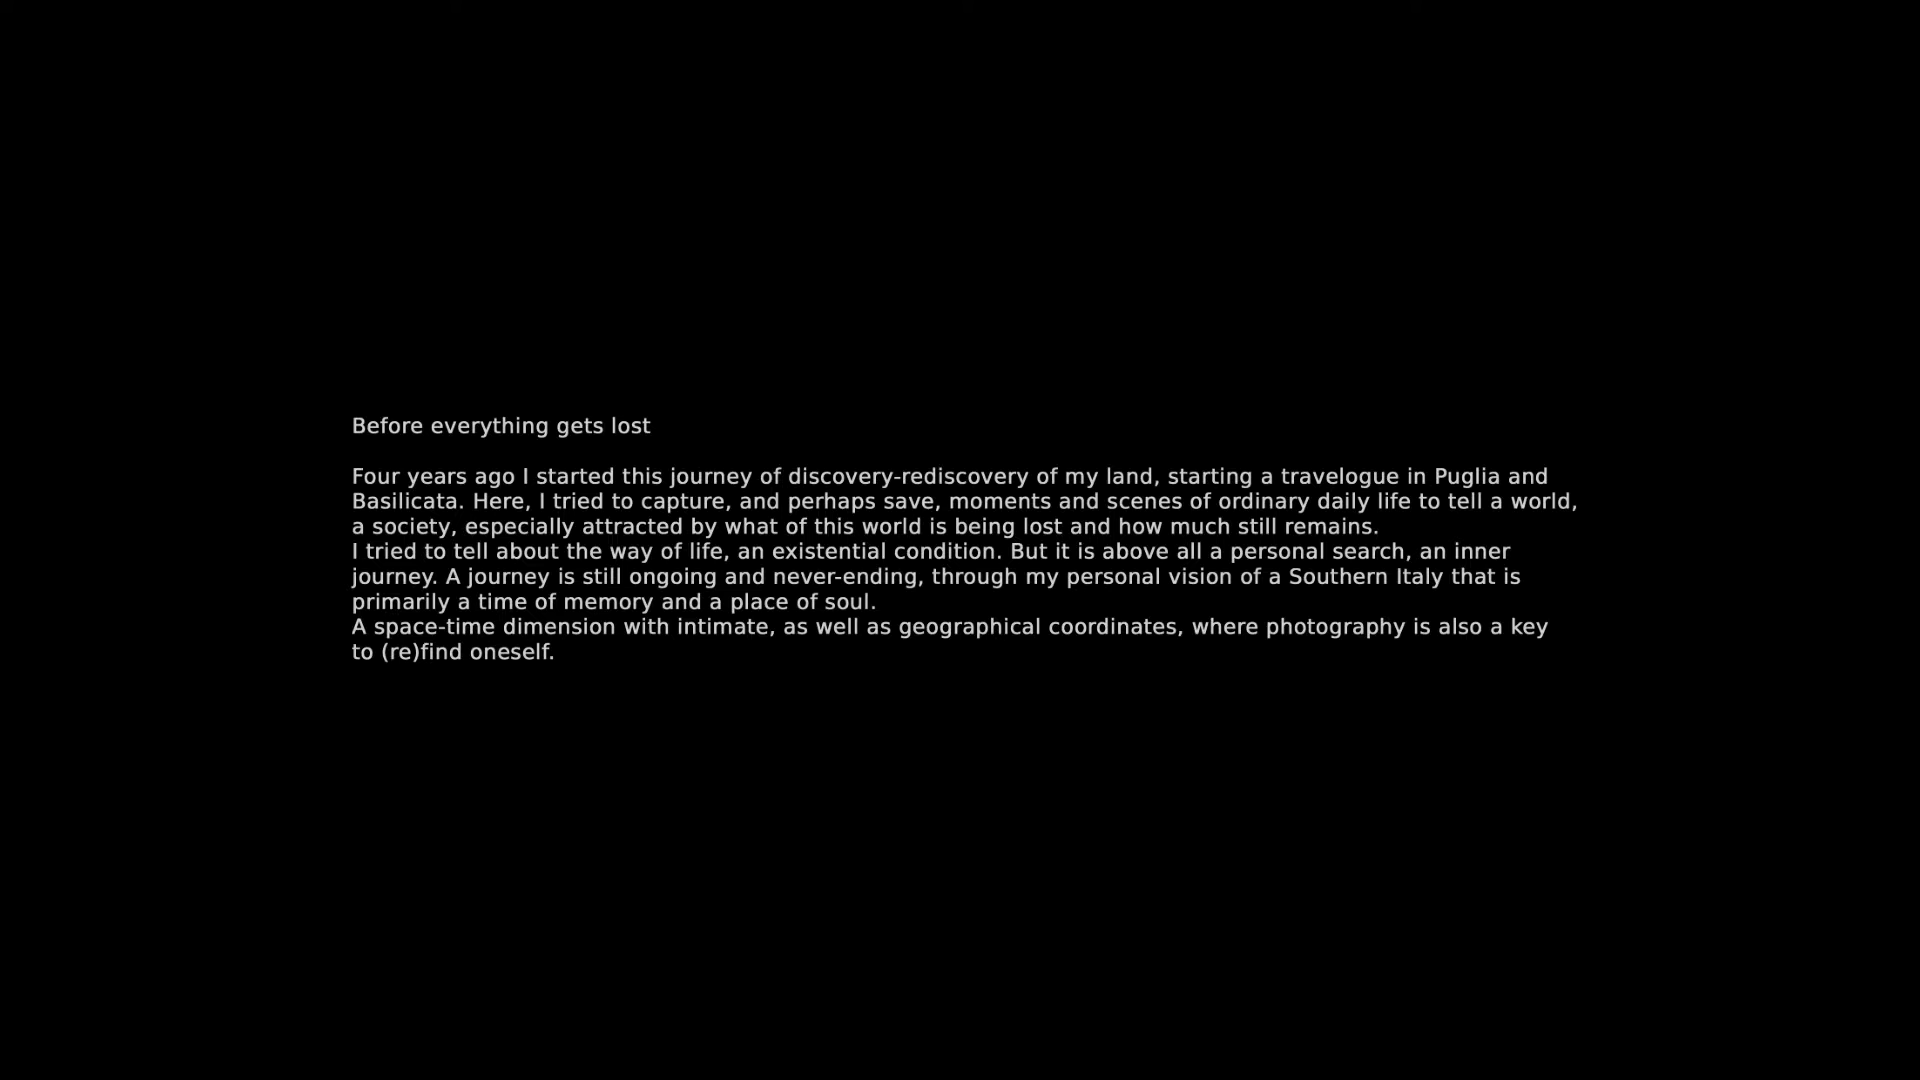 Before everything gets lost
Four years ago I started this journey of discovery-rediscovery of my land, starting a travelogue in Puglia and
Basilicata. Here, I tried to capture, and perhaps save, moments and scenes of ordinary daily life to tell a world,
a society, especially attracted by what of this world is being lost and how much still remains.
I tried to tell about the way of life, an existential condition. But it is above all a personal search, an inner
journey. A journey is still ongoing and never-ending, through my personal vision of a Southern Italy that is
primarily a time of memory and a place of soul.
A space-time dimension with intimate, as well as geographical coordinates, where photography is also a key
to (re)find oneself.